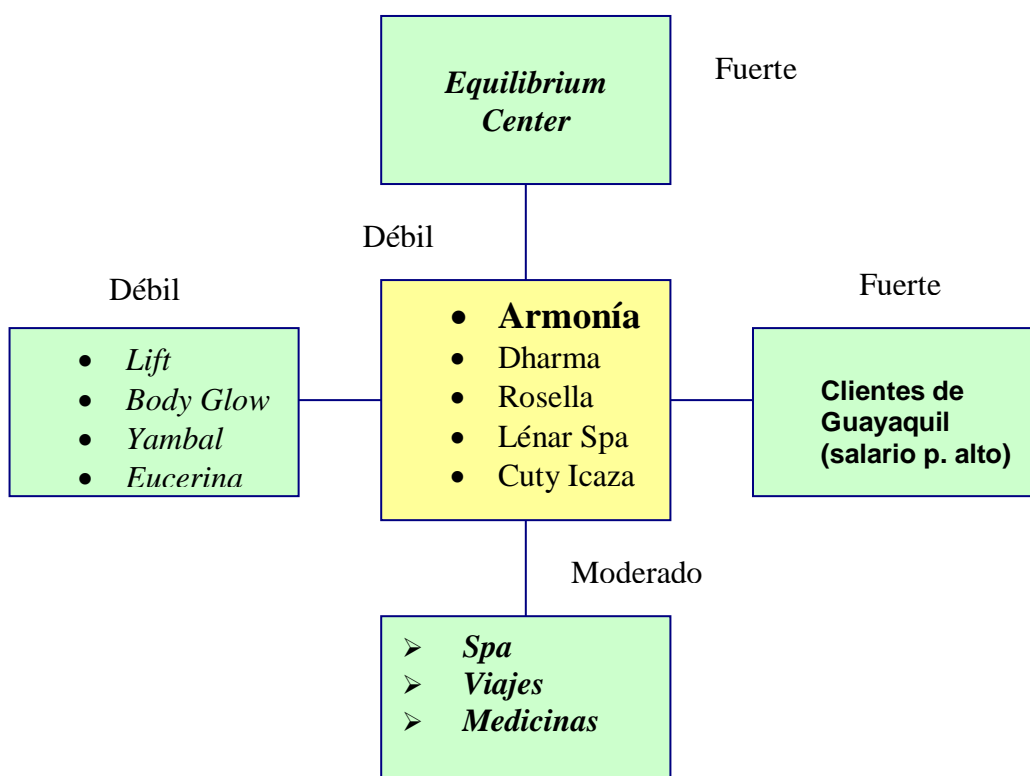 Equilibrium
Center
Fuerte
Débil
Débil
• Lift
• Body Glow
• Yambal
• Eucerina
• Armonía
• Dharma
• Rosella
• Lénar Spa
• Cuty Icaza
Fuerte
Clientes de
Guayaquil
(salario p. alto)
Moderado
➢ Spa
➢ Viajes
➢ Medicinas